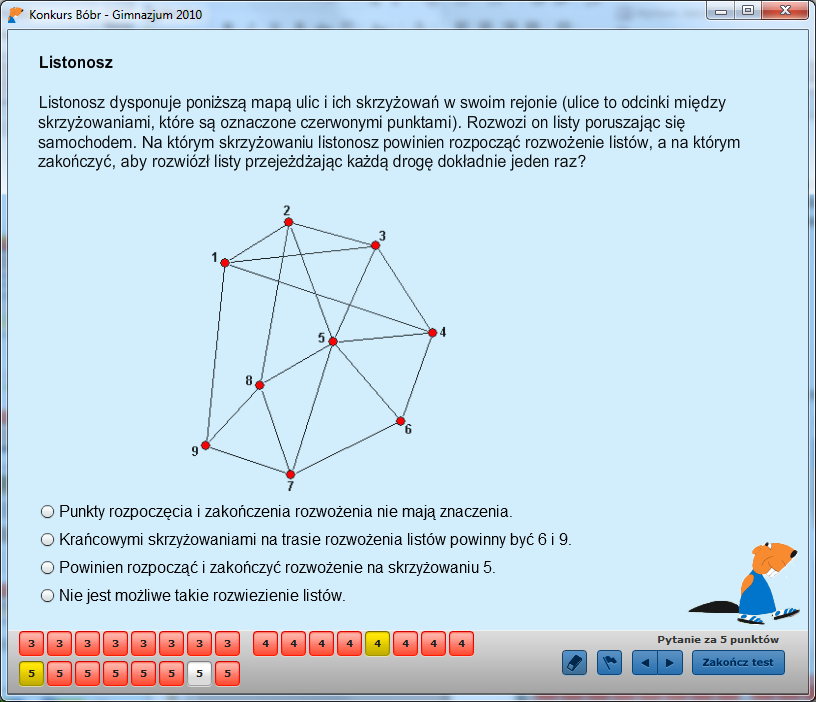 Konkurs Bóbr - Gimnazjum 2010
Listonosz
Listonosz dysponuje poniższą mapą ulic i ich skrzyżowań w swoim rejonie (ulice to odcinki między
skrzyżowaniami, które są oznaczone czerwonymi punktami). Rozwozi on listy poruszając się
samochodem. Na którym skrzyżowaniu listonosz powinien rozpocząć rozwożenie listów, a na którym
zakończyć, aby rozwiózł listy przejeżdżając każdą drogę dokładnie jeden raz?
2
3
1
5
4
8
6
9
7
Punkty rozpoczęcia i zakończenia rozwożenia nie mają znaczenia.
Krańcowymi skrzyżowaniami na trasie rozwożenia listów powinny być 6 i 9.
Powinien rozpocząć i zakończyć rozwożenie na skrzyżowaniu 5.
Nie jest możliwe takie rozwiezienie listów.
Pytanie za 5 punktów
3 3 3 3 3 3 3 3 4 4 4 4 4 4 4 4
5 5 5 5 5 5 5 5
Zakończ test